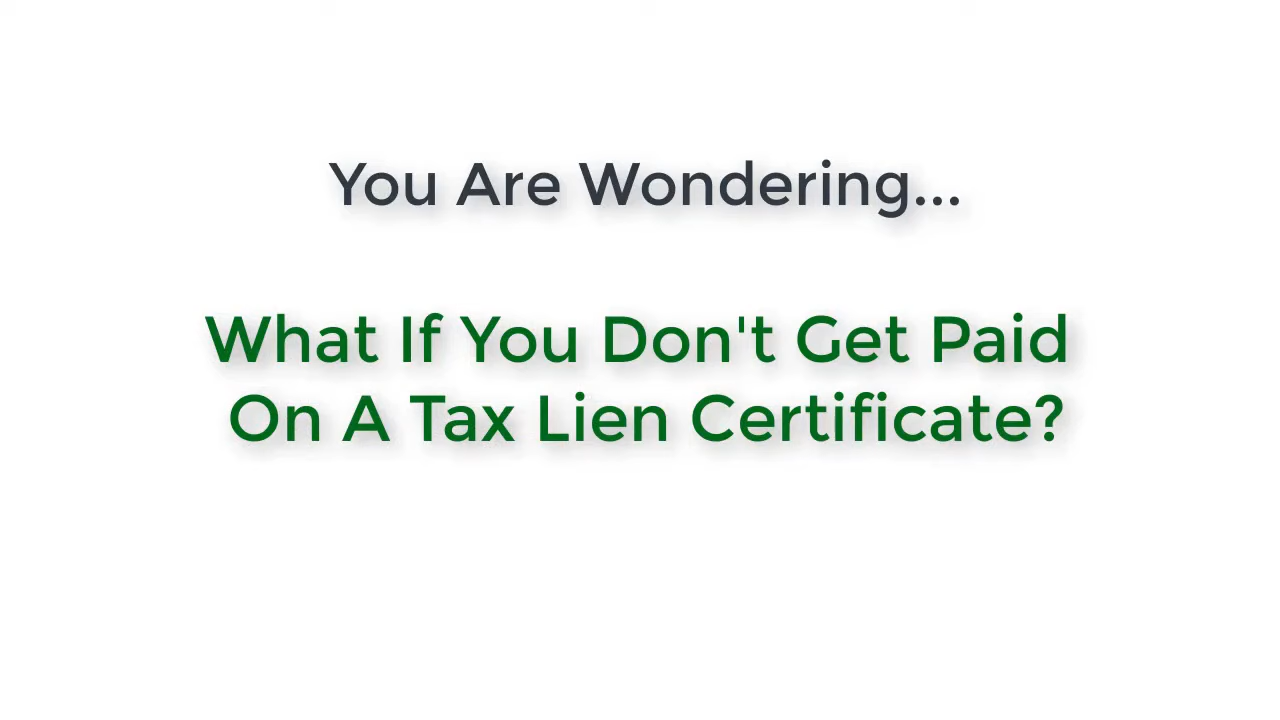 You Are Wondering...
What If You Don't Get Paid
On A Tax Lien Certificate?